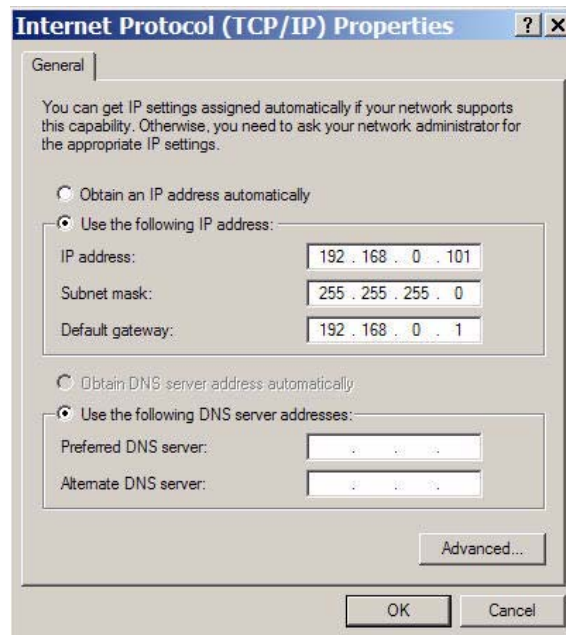 Internet Protocol (TCP/IP) Properties
General
You can get IP settings assigned automatically if your network supports
this capability. Otherwise, you need to ask your network administrator for
the appropriate IP settings.
Obtain an IP address automatically
Use the following IP address:
IP address: 192 . 168 . 0 . 101
Subnet mask: 255 . 255 . 255 . 0
Default gateway: 192 . 168 . 0 . 1
Obtain DNS server address automatically
Use the following DNS server addresses:
Preferred DNS server: . . .
Alternate DNS server: . . .
Advanced...
OK Cancel